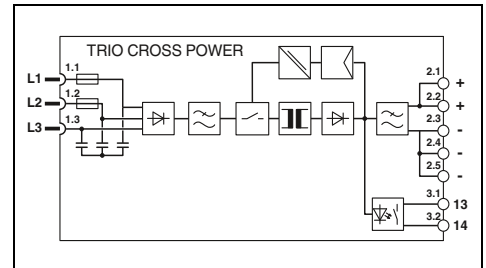 TRIO CROSS POWER
L1 1.1
L2 1.2
L3 1.3
2.1 +
2.2 +
2.3 -
2.4 -
2.5 -
3.1 13
3.2 14